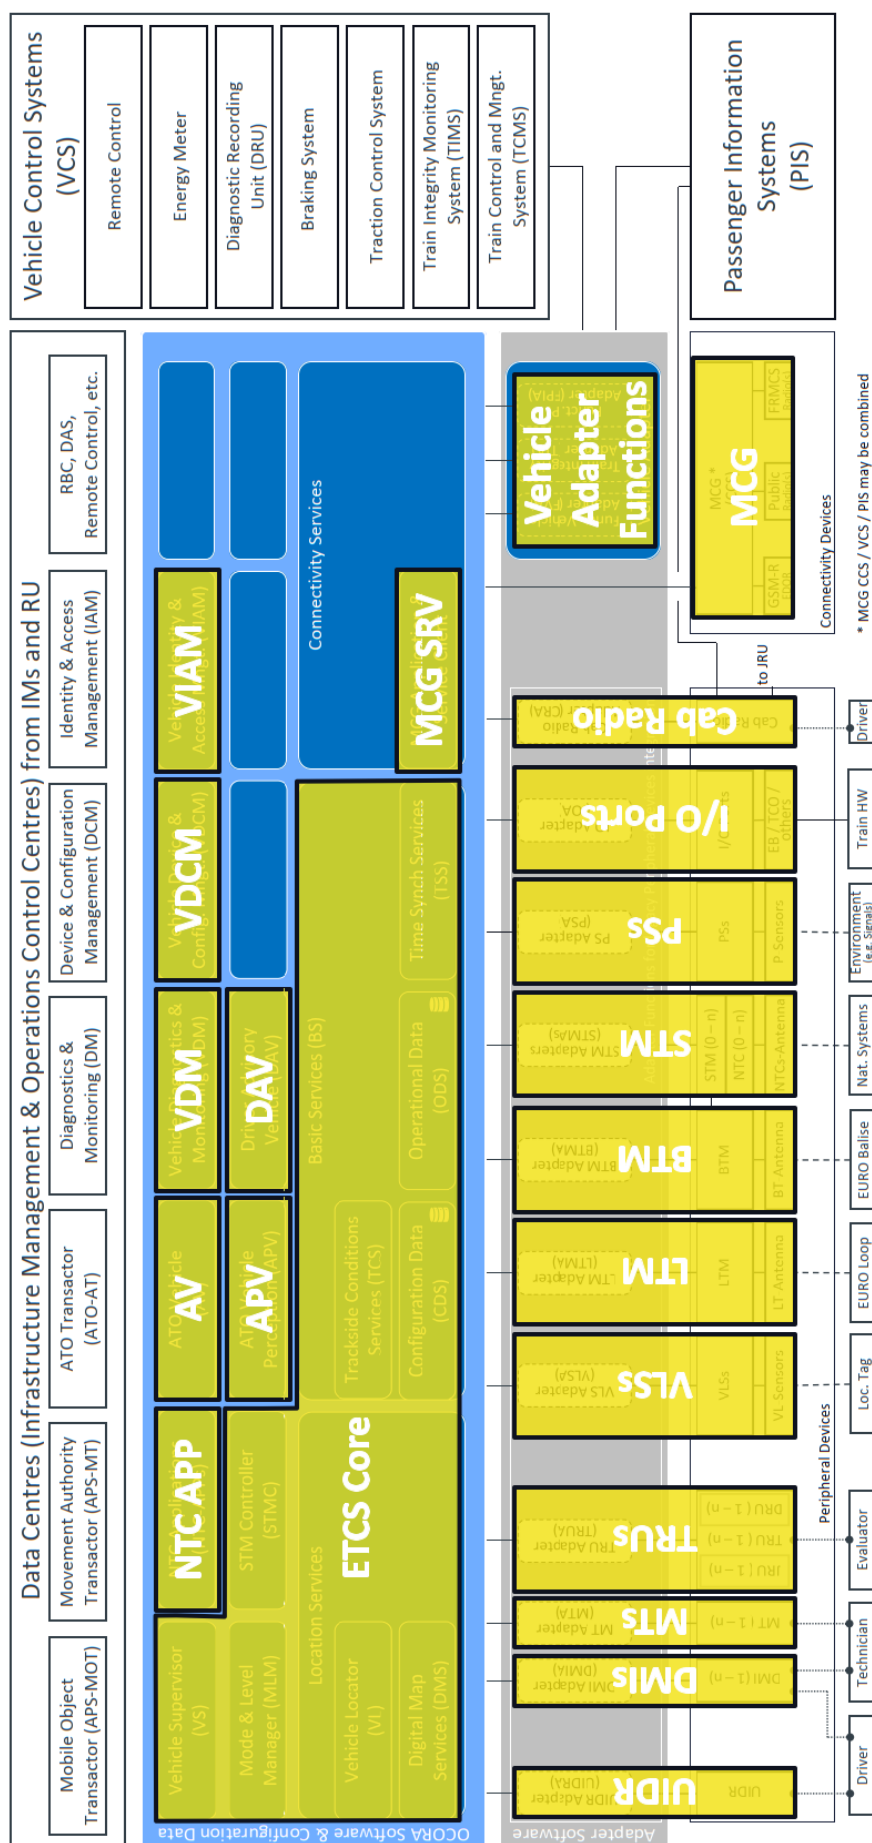 Vehicle Control Systems
(VCS)
Remote Control
Energy Meter
Diagnostic Recording
Unit (DRU)
Braking System
Traction Control System
Train Integrity Monitoring
System (TIMS)
Train Control and Mngt.
System (TCMS)
Passenger Information
Systems
(PIS)
Data Centres (Infrastructure Management & Operations Control Centres) from IMs and RU
Mobile Object
Transactor (APS-MOT)
Movement Authority
Transactor (APS-MT)
ATO Transactor
(ATO-AT)
Diagnostics &
Monitoring (DM)
Device & Configuration
Management (DCM)
Identity & Access
Management (IAM)
RBC, DAS,
Remote Control, etc.
Vehicle Supervisor
(VS)
NTC APP
AV
VDM
VDCM
VIAM
Mode & Level
Manager (MLM)
STM Controller
(STMC)
APV
DAV
Location Services
Vehicle Locator
(VL)
Digital Map
Services (DMS)
ETCS Core
Basic Services (BS)
Trackside Conditions
Services (TCS)
Configuration Data
(CDS)
Operational Data
(ODS)
Time Synch Services
(TSS)
Connectivity Services
MCG SRV
OCORA Software & Configuration Data
Adapter Software
Vehicle
Adapter
Functions
UIDR Adapter
(UIDRA)
UIDR
UIDR
DMI Adapter
(DMIA)
DMIs
DMI (1-n)
MT Adapter
(MTA)
MTs
MT (1-n)
TRU Adapter
(TRUA)
TRUs
JRU (1-n)
TRU (1-n)
DRU (1-n)
VLS Adapter
(VLSA)
VLSs
VLSs
VL Sensors
LTM Adapter
(LTMA)
LTM
LTM
LT Antenna
BTM Adapter
(BTMA)
BTM
BTM
BT Antenna
STM Adapters
(STMAs)
STM
STM (0-n)
NTC (0-n)
NTCs-Antenna
PS Adapter
(PSA)
PSs
PSs
P Sensors
I/O Ports
EB / TCO /
others
Cab Radio
Cab Radio
to JRU
MCG
MCG *
GSM-R
EDOR
Public
Radio(s)
FRMCS
Radio(s)
Connectivity Devices
Peripheral Devices
* MCG CCS / VCS / PIS may be combined
Driver
Technician
Evaluator
Loc. Tag
EURO Loop
EURO Balise
Nat. Systems
Environment
(e.g. Signals)
Train HW
Driver